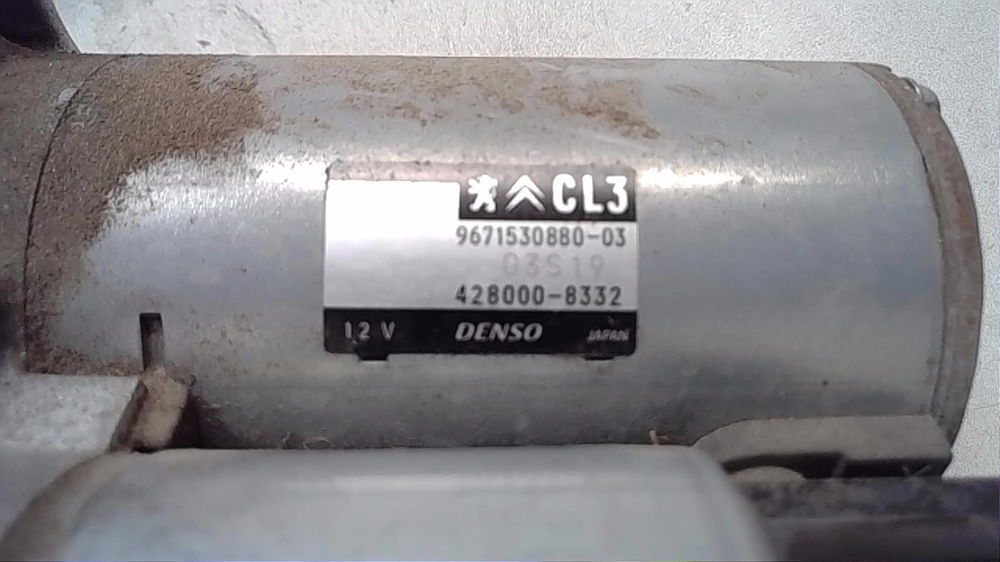 CL3
9671530880-03
03S19
428000-8332
12 V DENSO JAPAN